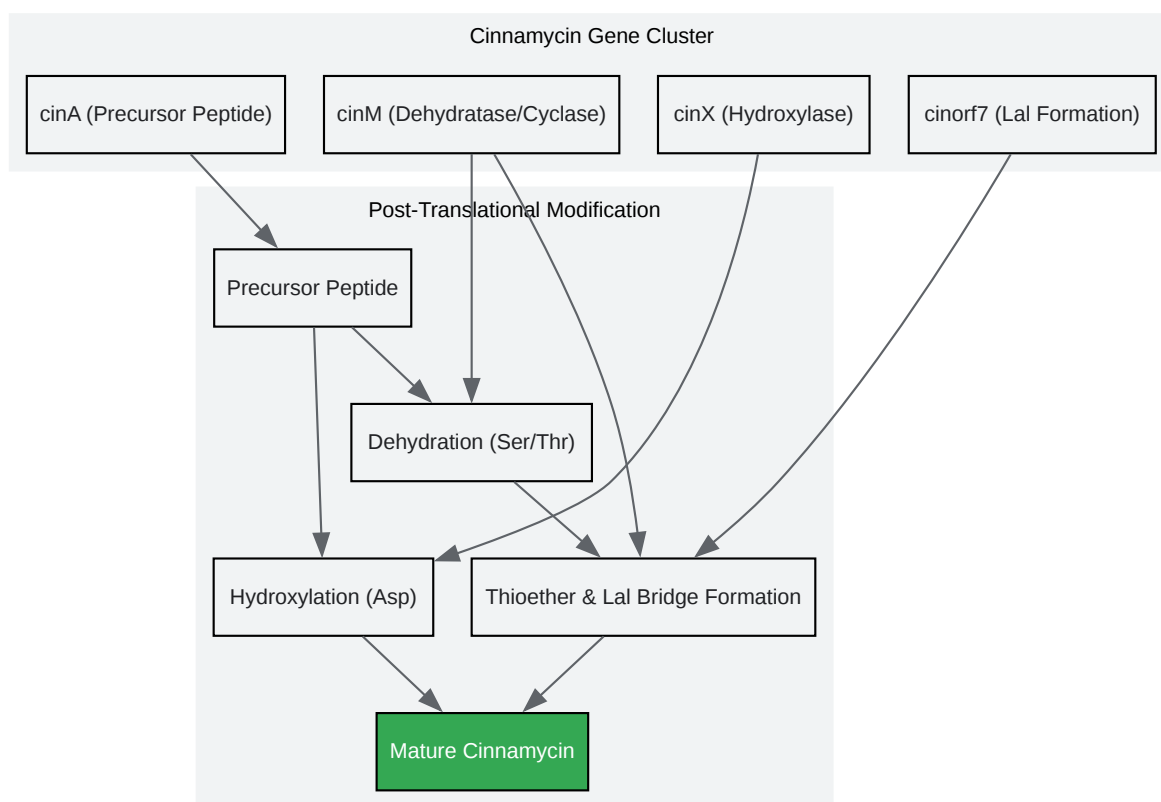 Cinnamycin Gene Cluster
cinA (Precursor Peptide)
cinM (Dehydratase/Cyclase)
cinX (Hydroxylase)
cinorf7 (Lal Formation)
Post-Translational Modification
Precursor Peptide
Dehydration (Ser/Thr)
Hydroxylation (Asp)
Thioether & Lal Bridge Formation
Mature Cinnamycin